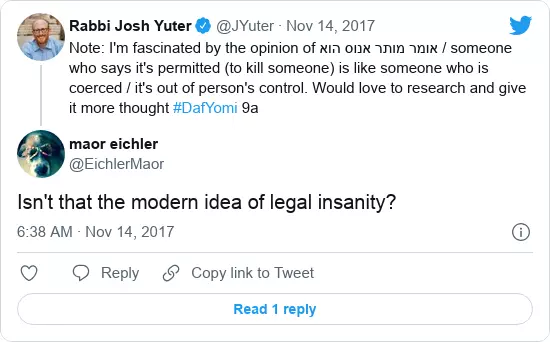 Rabbi Josh Yuter @JYuter · Nov 14, 2017
Note: I'm fascinated by the opinion of אומר מותר אנוס הוא / someone
who says it's permitted (to kill someone) is like someone who is
coerced / it's out of person's control. Would love to research and give
it more thought #DafYomi 9a
maor eichler
@EichlerMaor
Isn't that the modern idea of legal insanity?
6:38 AM · Nov 14, 2017
Reply Copy link to Tweet
Read 1 reply